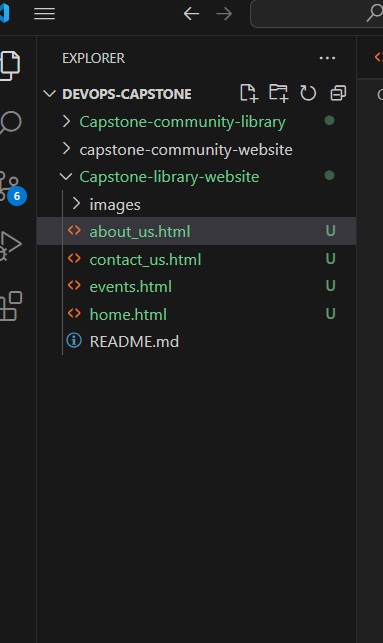 EXPLORER
DEVOPS-CAPSTONE
Capstone-community-library
capstone-community-website
Capstone-library-website
images
6
about_us.html U
contact_us.html U
events.html U
home.html U
README.md